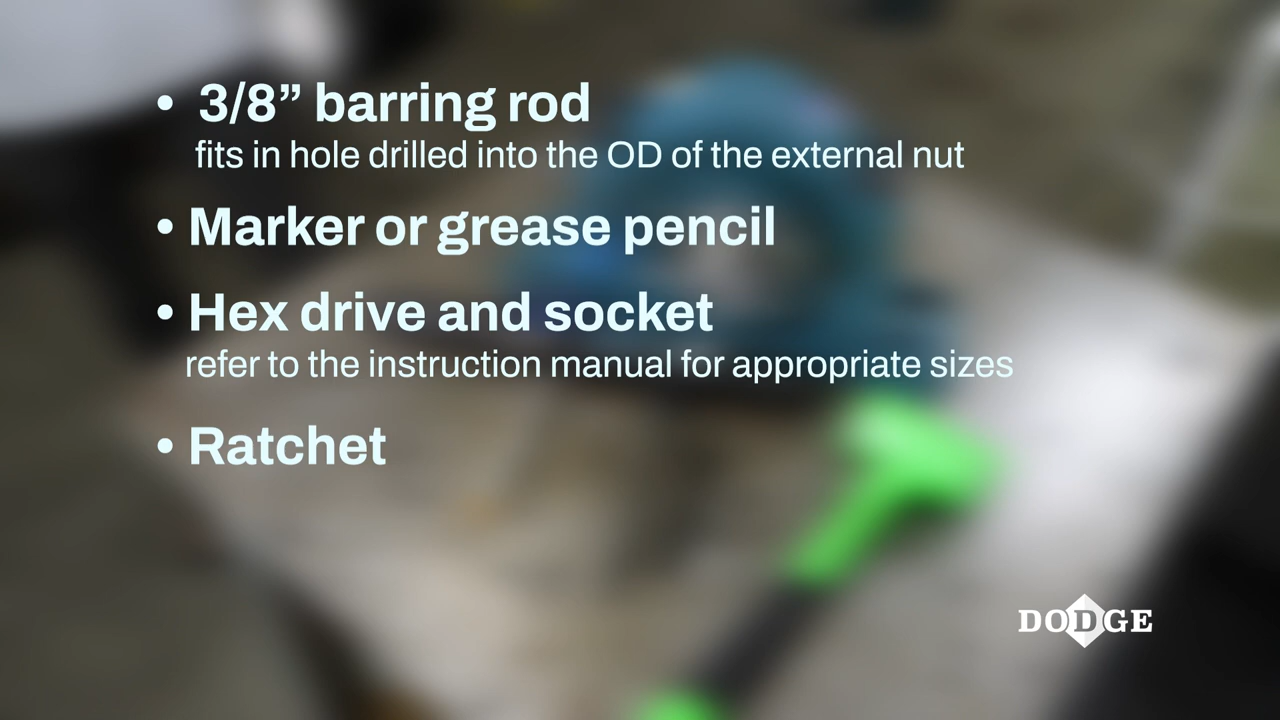 • 3/8” barring rod
fits in hole drilled into the OD of the external nut
• Marker or grease pencil
• Hex drive and socket
refer to the instruction manual for appropriate sizes
• Ratchet
DODGE